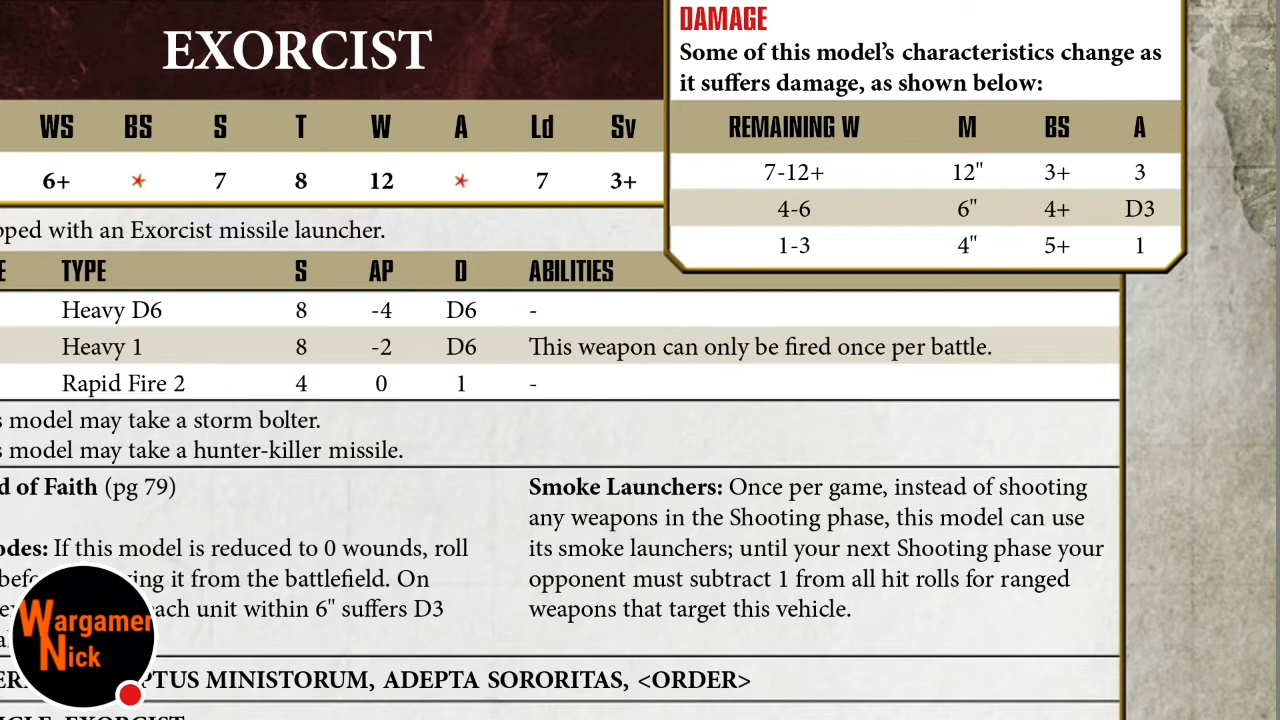 EXORCIST
WS BS S T W A Ld Sv
6+ * 7 8 12 * 7 3+
DAMAGE
Some of this model's characteristics change as
it suffers damage, as shown below:
REMAINING W M BS A
7-12+ 12" 3+ 3
4-6 6" 4+ D3
1-3 4" 5+ 1
with an Exorcist missile launcher.
TYPE S AP D ABILITIES
Heavy D6 8 -4 D6 -
Heavy 1 8 -2 D6 This weapon can only be fired once per battle.
Rapid Fire 2 4 0 1 -
model may take a storm bolter.
model may take a hunter-killer missile.
of Faith (pg 79)
If this model is reduced to 0 wounds, roll
it from the battlefield. On
each unit within 6" suffers D3
Smoke Launchers: Once per game, instead of shooting
any weapons in the Shooting phase, this model can use
its smoke launchers; until your next Shooting phase your
opponent must subtract 1 from all hit rolls for ranged
weapons that target this vehicle.
MINISTORUM, ADEPTA SORORITAS, <ORDER>
EXORCIST
Wargamer
Nick